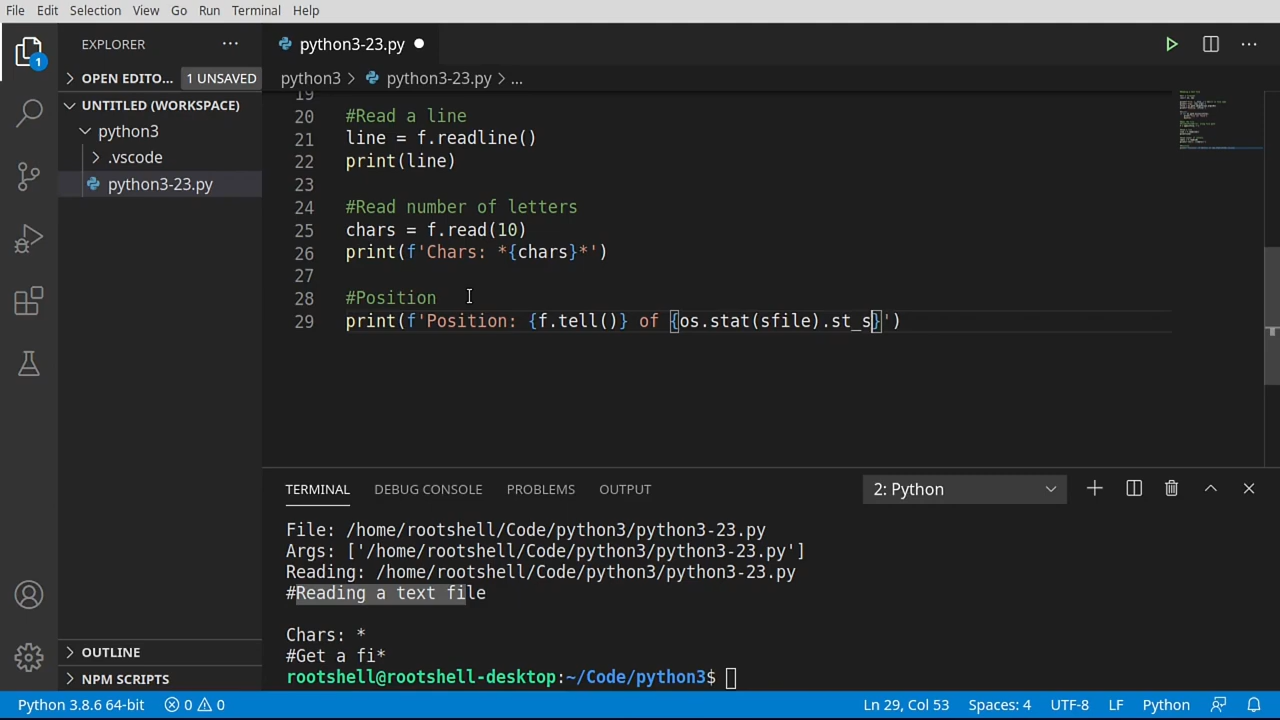 File Edit Selection View Go Run Terminal Help
EXPLORER ···
python3-23.py
1
OPEN EDITO... 1 UNSAVED
python3 > python3-23.py > ...
UNTITLED (WORKSPACE)
python3
.vscode
python3-23.py
19
20 #Read a line
21 line = f.readline()
22 print(line)
23
24 #Read number of letters
25 chars = f.read(10)
26 print(f'Chars: *{chars}*')
27
28 #Position
29 print(f'Position: {f.tell()} of {os.stat(sfile).st_s}')
TERMINAL DEBUG CONSOLE PROBLEMS OUTPUT 2: Python
File: /home/rootshell/Code/python3/python3-23.py
Args: ['/home/rootshell/Code/python3/python3-23.py']
Reading: /home/rootshell/Code/python3/python3-23.py
#Reading a text file
Chars: *
#Get a fi*
rootshell@rootshell-desktop:~/Code/python3$
OUTLINE
NPM SCRIPTS
Python 3.8.6 64-bit 0 0 Ln 29, Col 53 Spaces: 4 UTF-8 LF Python